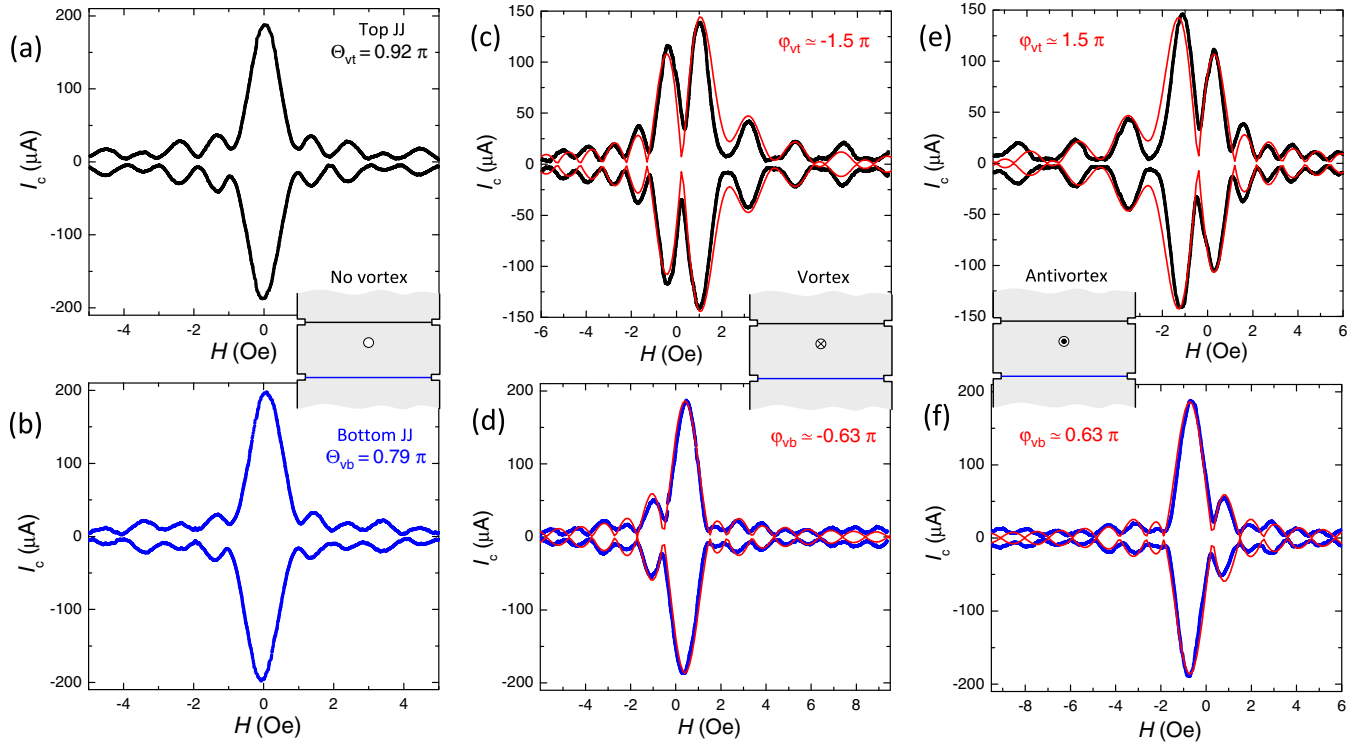 (a)
Top JJ
Θvt = 0.92 π
Ic (μA)
200
100
0
-100
-200
-4
-2
0
2
4
H (Oe)
No vortex
(b)
Bottom JJ
Θvb = 0.79 π
Ic (μA)
200
100
0
-100
-200
-4
-2
0
2
4
H (Oe)
(c)
φvt ≃ -1.5 π
Ic (μA)
150
100
50
0
50
-100
-150
-6
-4
-2
0
2
4
6
8
H (Oe)
Vortex
(d)
φvb ≃ -0.63 π
Ic (μA)
200
100
0
-100
-200
-6
-4
-2
0
2
4
6
8
H (Oe)
(e)
φvt ≃ 1.5 π
Ic (μA)
150
100
50
0
50
-100
-150
-2
0
2
4
6
H (Oe)
Antivortex
(f)
φvb ≃ 0.63 π
Ic (μA)
200
100
0
-100
-200
-8
-6
-4
-2
0
2
4
6
H (Oe)